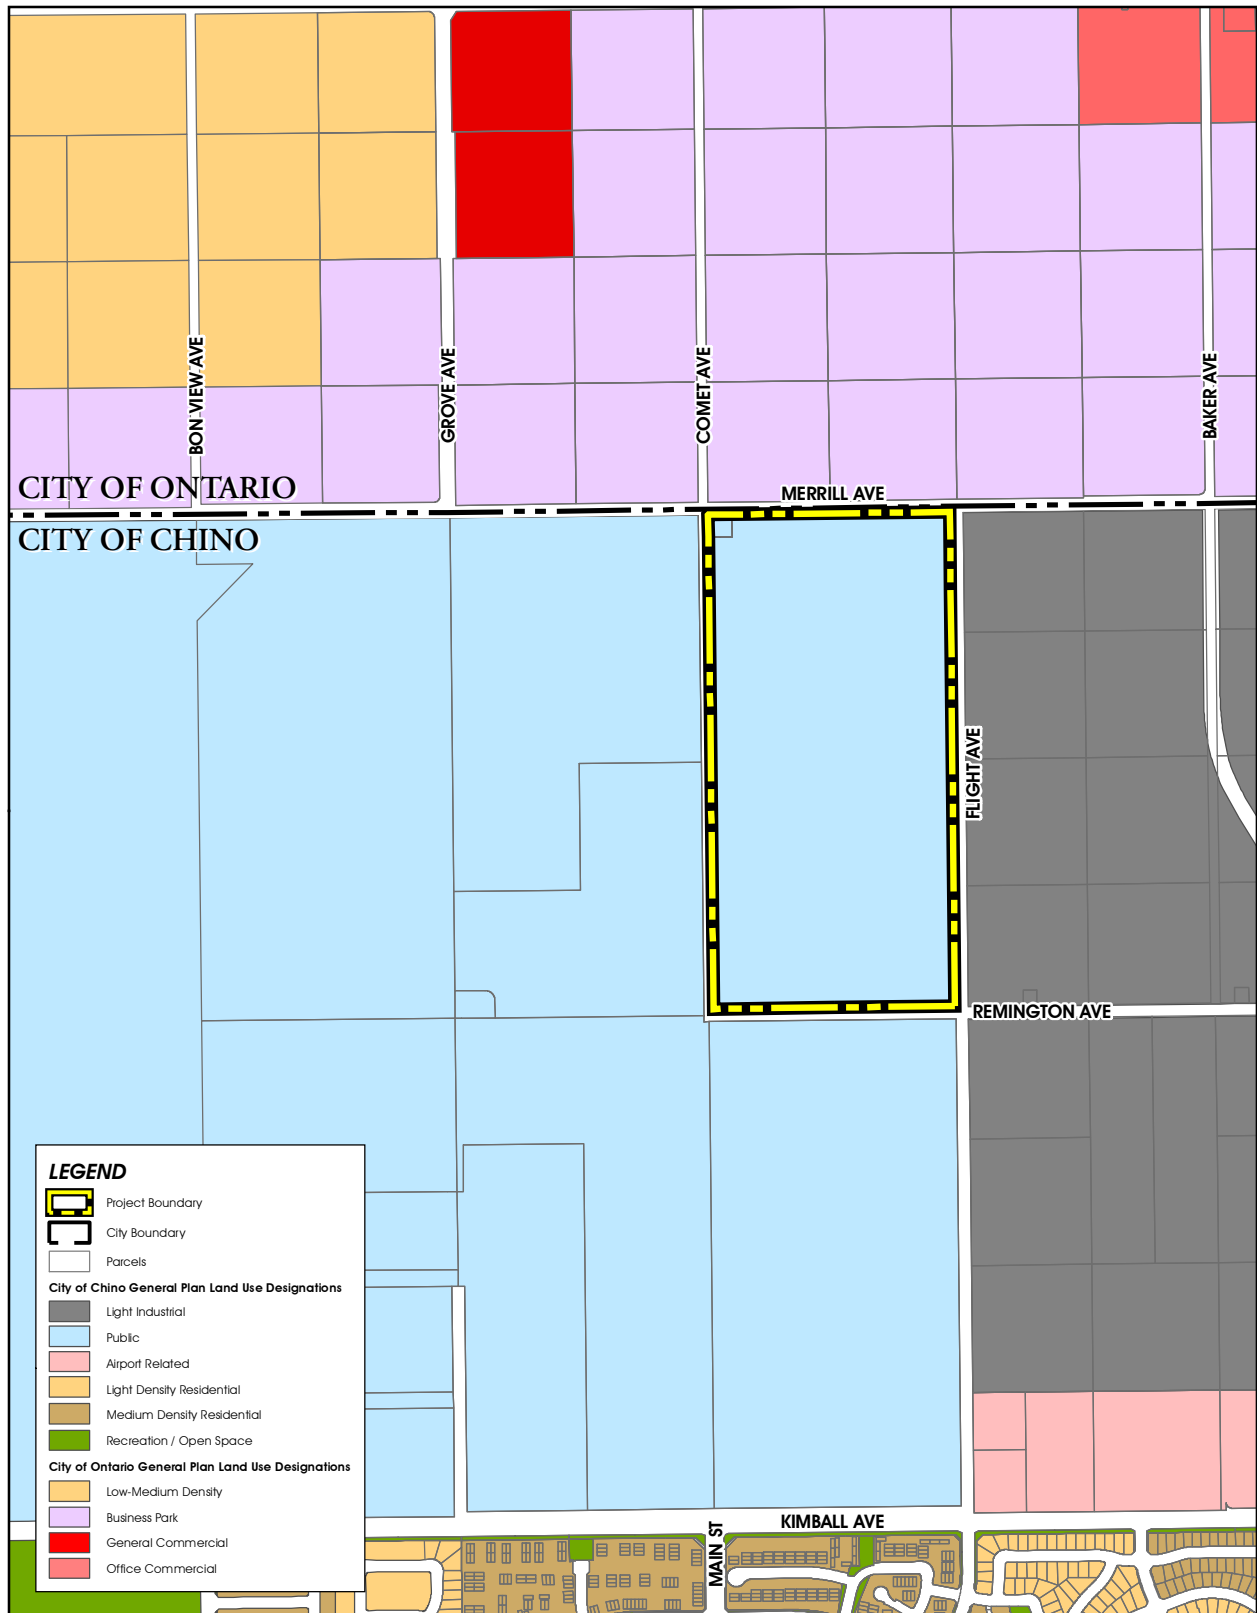 BON VIEW AVE
GROVE AVE
COMET AVE
BAKER AVE
CITY OF ONTARIO
MERRILL AVE
CITY OF CHINO
FLIGHT AVE
REMINGTON AVE
LEGEND
Project Boundary
City Boundary
Parcels
City of Chino General Plan Land Use Designations
Light Industrial
Public
Airport Related
Light Density Residential
Medium Density Residential
Recreation / Open Space
City of Ontario General Plan Land Use Designations
Low-Medium Density
Business Park
General Commercial
Office Commercial
KIMBALL AVE
MAIN ST